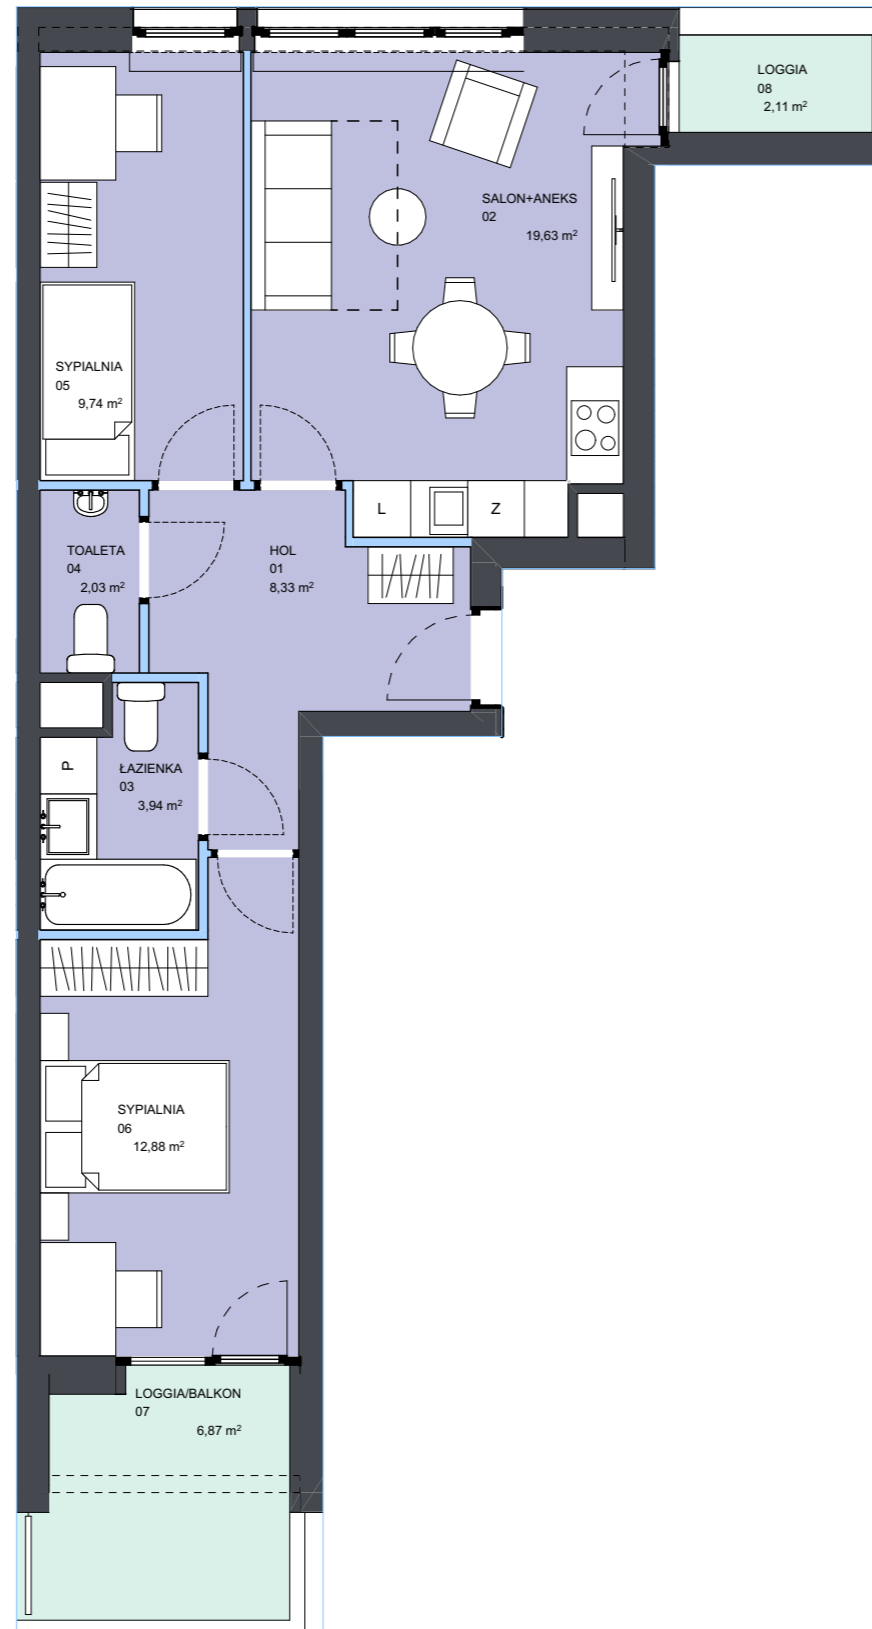 LOGGIA
08
2,11 m²
SALON+ANEKS
02
19,63 m²
SYPIALNIA
05
9,74 m²
L
Z
TOALETA
04
2,03 m²
HOL
01
8,33 m²
P
ŁAZIENKA
03
3,94 m²
SYPIALNIA
06
12,88 m²
LOGGIA/BALKON
07
6,87 m²